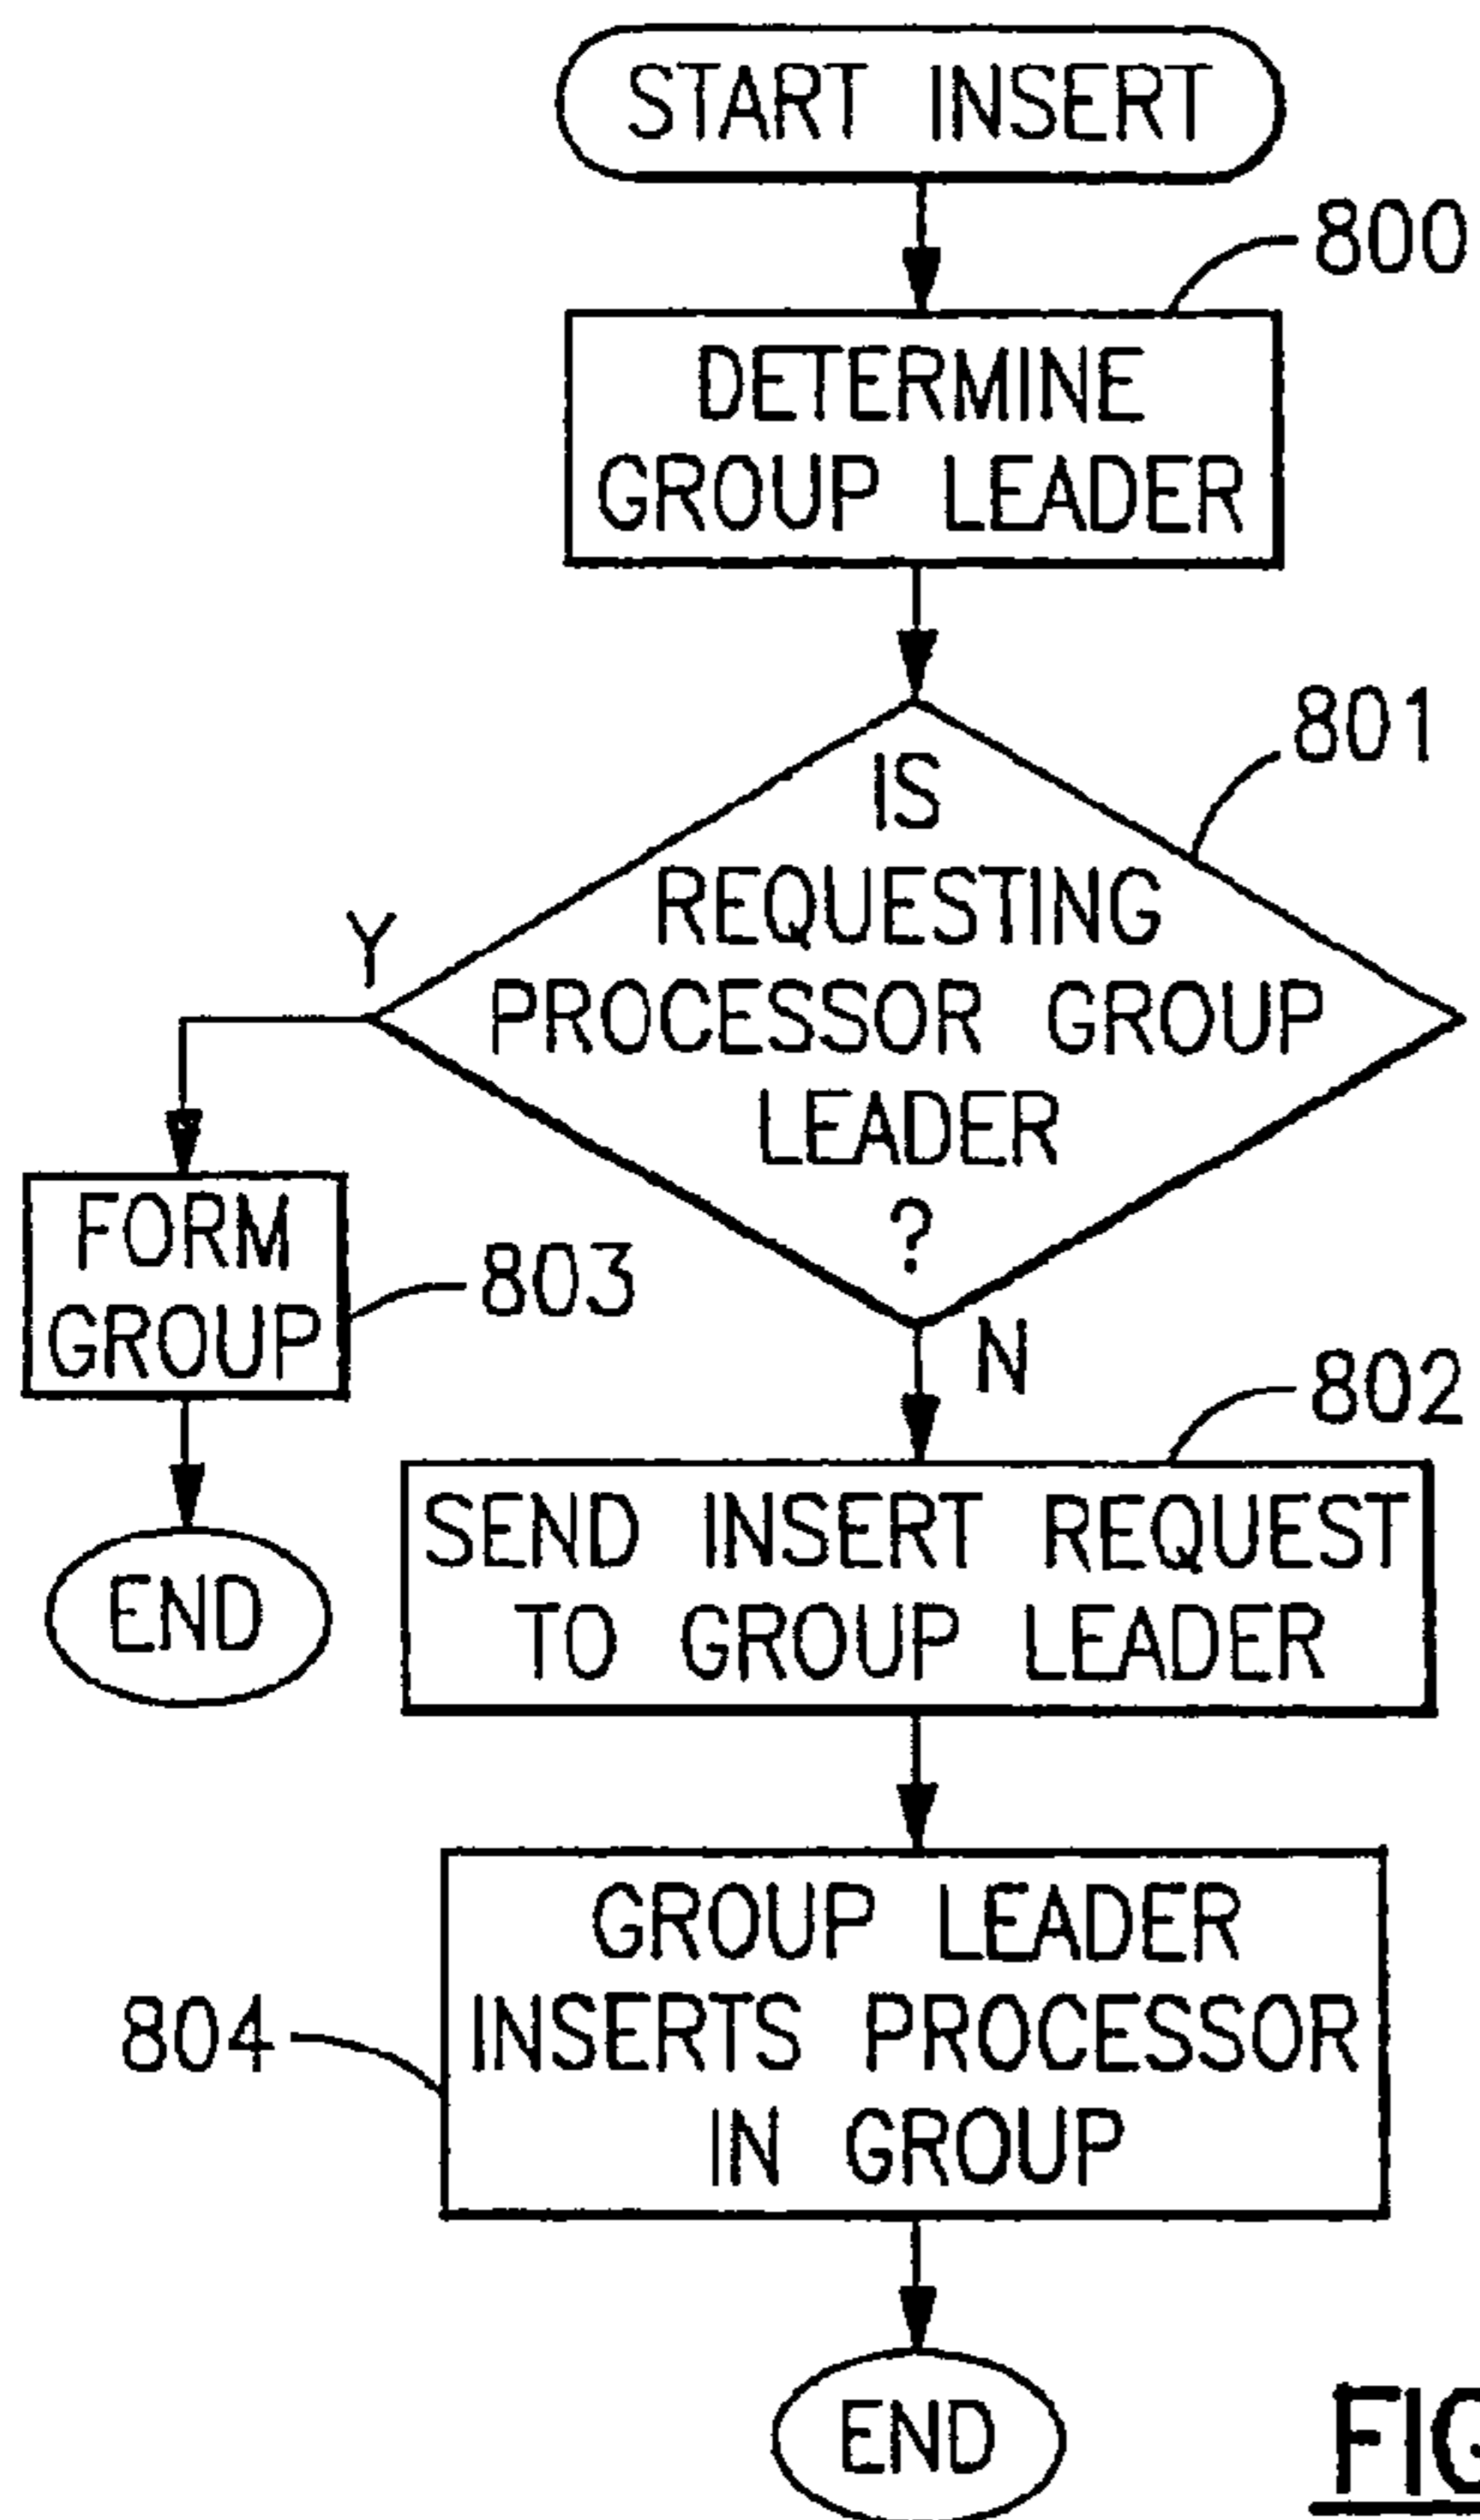 START INSERT
800
DETERMINE
GROUP LEADER
801
IS
REQUESTING
PROCESSOR GROUP
LEADER
?
Y
N
FORM
GROUP
803
END
802
SEND INSERT REQUEST
TO GROUP LEADER
804
GROUP LEADER
INSERTS PROCESSOR
IN GROUP
END